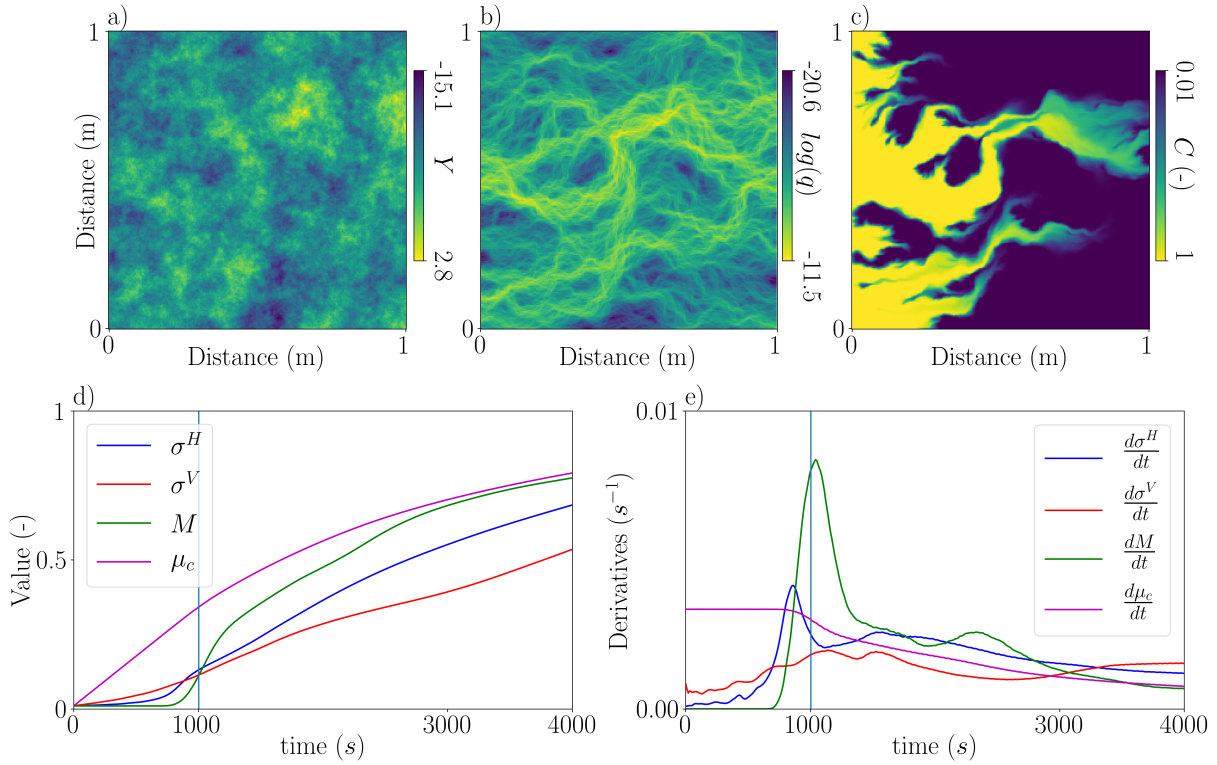 a)
1
Distance (m)
0
0
Distance (m)
1
-15.1
Y
2.8
b)
1
0
0
Distance (m)
1
-20.6
log(q)
-11.5
c)
1
0
0
Distance (m)
1
0.01
C (-)
1
d)
1
Value (-)
0.5
0
σ^H
σ^V
M
μ_c
0
1000
3000
4000
time (s)
e)
0.01
Derivatives (s^{-1})
0.00
dσ^H/dt
dσ^V/dt
dM/dt
dμ_c/dt
0
1000
3000
4000
time (s)